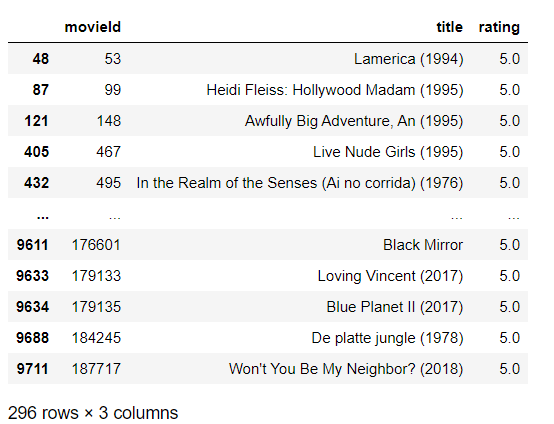 movieId title rating
48 53 Lamerica (1994) 5.0
87 99 Heidi Fleiss: Hollywood Madam (1995) 5.0
121 148 Awfully Big Adventure, An (1995) 5.0
405 467 Live Nude Girls (1995) 5.0
432 495 In the Realm of the Senses (Ai no corrida) (1976) 5.0
... ... ... ...
9611 176601 Black Mirror 5.0
9633 179133 Loving Vincent (2017) 5.0
9634 179135 Blue Planet II (2017) 5.0
9688 184245 De platte jungle (1978) 5.0
9711 187717 Won't You Be My Neighbor? (2018) 5.0
296 rows × 3 columns